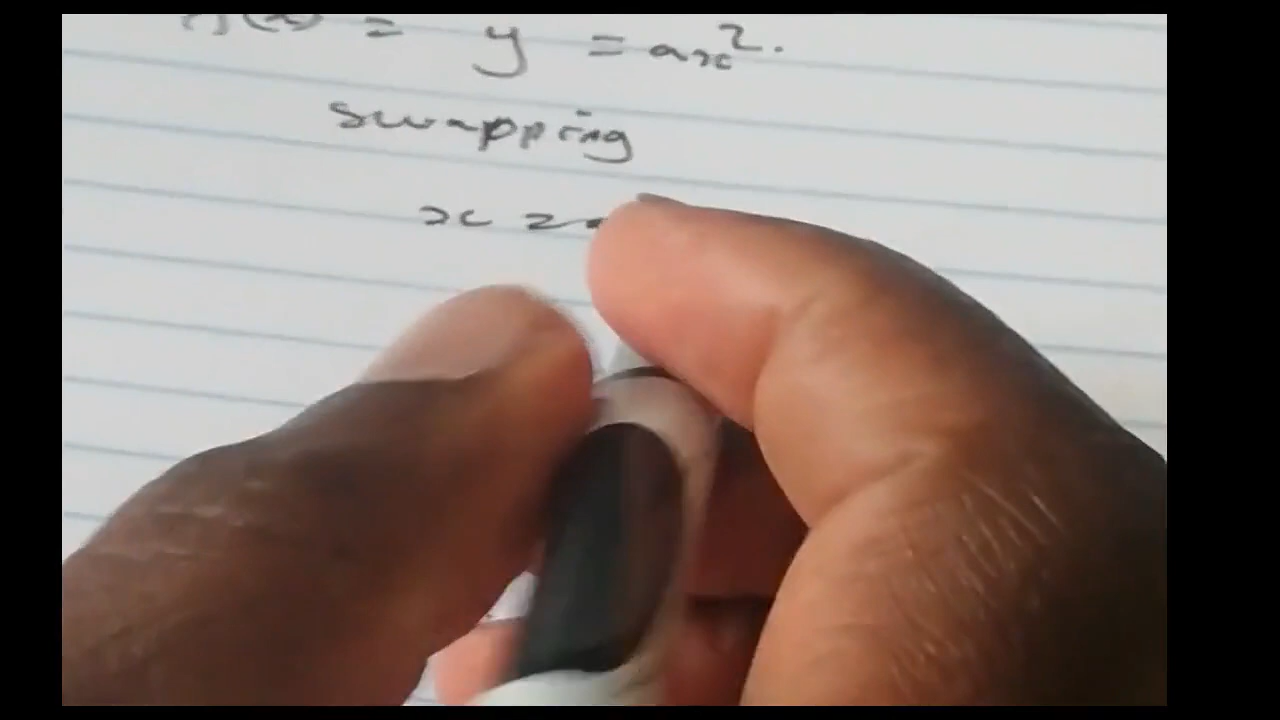 = y = ax².
swapping
x =